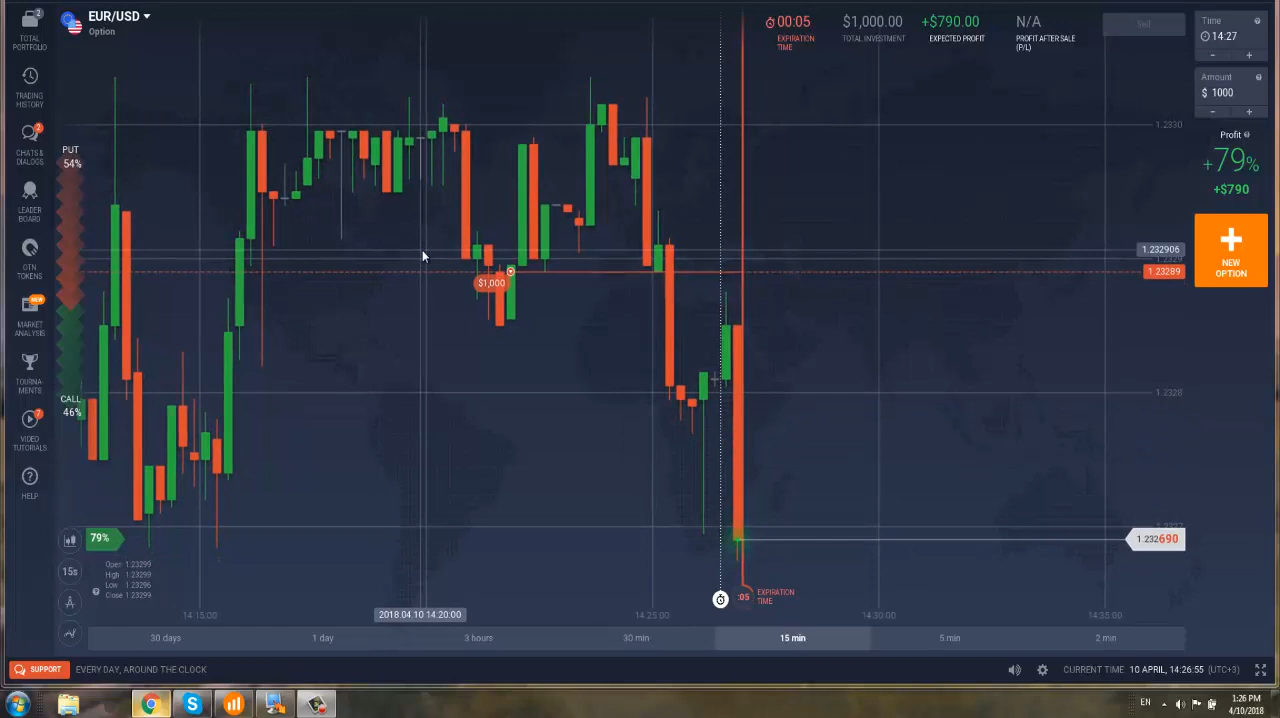 2
TOTAL
PORTFOLIO
TRADING
HISTORY
2
CHATS &
DIALOGS
LEADER
BOARD
OTN
TOKENS
NEW
MARKET
ANALYSIS
TOURNA-
MENTS
7
VIDEO
TUTORIALS
HELP
EUR/USD
Option
PUT
54%
CALL
46%
79%
15s
Open 1.23299
High 1.23299
Low 1.23296
Close 1.23299
00:05
EXPIRATION
TIME
$1,000.00
TOTAL INVESTMENT
+$790.00
EXPECTED PROFIT
N/A
PROFIT AFTER SALE
(P/L)
Sell
Time
14:27
− +
Amount
$ 1000
− +
Profit
+79%
+$790
+
NEW
OPTION
1.2330
1.232906
1.23289
1.2328
1.232690
$1,000
:05
EXPIRATION
TIME
14:15:00
2018.04.10 14:20:00
14:25:00
14:30:00
14:35:00
30 days
1 day
3 hours
30 min
15 min
5 min
2 min
SUPPORT
EVERY DAY, AROUND THE CLOCK
CURRENT TIME: 10 APRIL, 14:26:55 (UTC+3)
EN
1:26 PM
4/10/2018